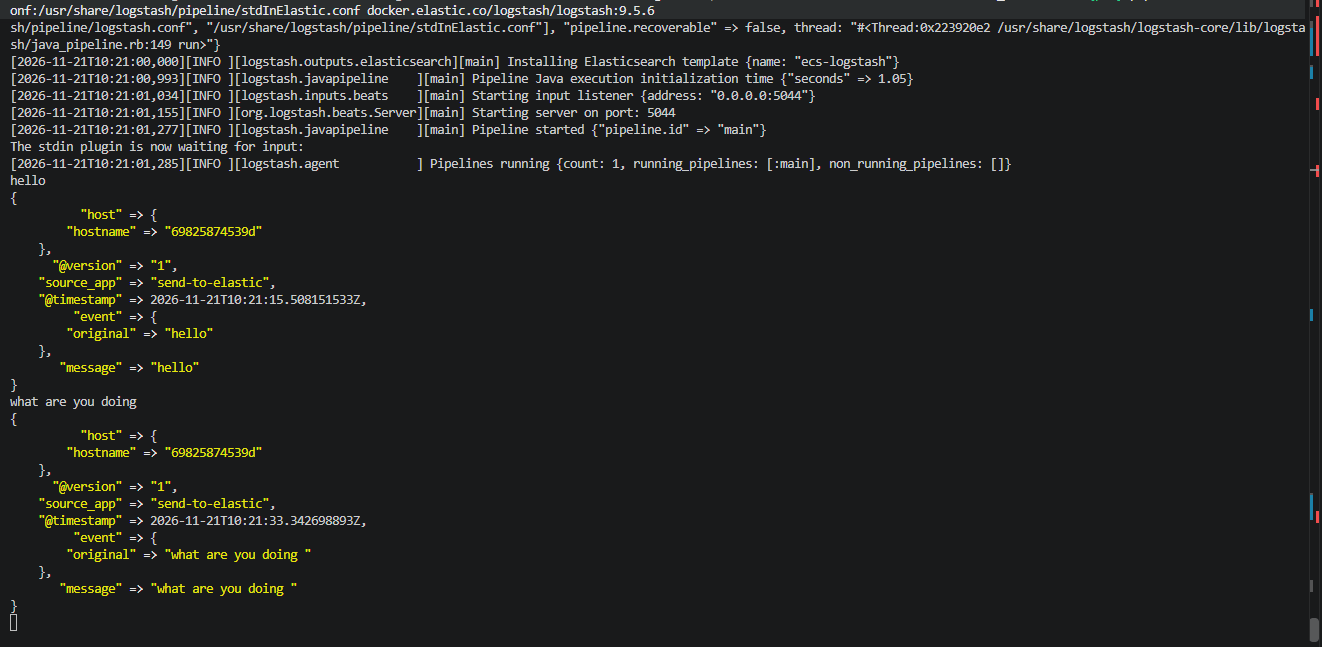 onf:/usr/share/logstash/pipeline/stdInElastic.conf docker.elastic.co/logstash/logstash:9.5.6
sh/pipeline/logstash.conf", "/usr/share/logstash/pipeline/stdInElastic.conf"], "pipeline.recoverable" => false, thread: "#<Thread:0x223920e2 /usr/share/logstash/logstash-core/lib/logsta
sh/java_pipeline.rb:149 run>"}
[2026-11-21T10:21:00,000][INFO ][logstash.outputs.elasticsearch][main] Installing Elasticsearch template {name: "ecs-logstash"}
[2026-11-21T10:21:00,993][INFO ][logstash.javapipeline    ][main] Pipeline Java execution initialization time {"seconds" => 1.05}
[2026-11-21T10:21:01,034][INFO ][logstash.inputs.beats    ][main] Starting input listener {address: "0.0.0.0:5044"}
[2026-11-21T10:21:01,155][INFO ][org.logstash.beats.Server][main] Starting server on port: 5044
[2026-11-21T10:21:01,277][INFO ][logstash.javapipeline    ][main] Pipeline started {"pipeline.id" => "main"}
The stdin plugin is now waiting for input:
[2026-11-21T10:21:01,285][INFO ][logstash.agent           ] Pipelines running {count: 1, running_pipelines: [:main], non_running_pipelines: []}
hello
{
          "host" => {
        "hostname" => "69825874539d"
    },
      "@version" => "1",
    "source_app" => "send-to-elastic",
    "@timestamp" => 2026-11-21T10:21:15.508151533Z,
         "event" => {
        "original" => "hello"
    },
       "message" => "hello"
}
what are you doing
{
          "host" => {
        "hostname" => "69825874539d"
    },
      "@version" => "1",
    "source_app" => "send-to-elastic",
    "@timestamp" => 2026-11-21T10:21:33.342698893Z,
         "event" => {
        "original" => "what are you doing "
    },
       "message" => "what are you doing "
}